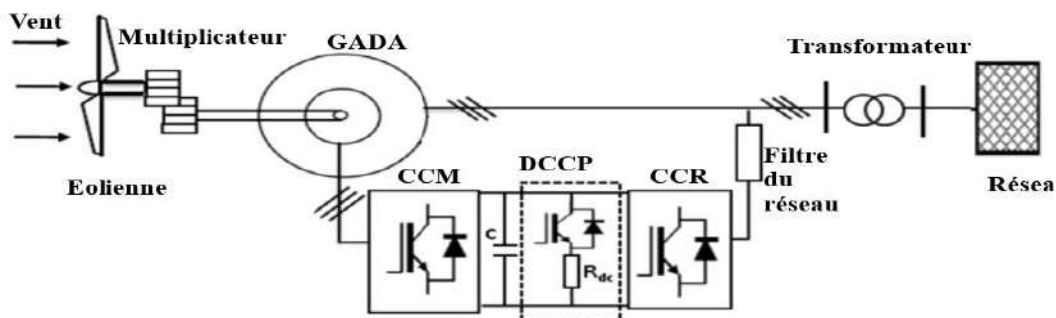 Vent
Multiplicateur
GADA
Transformateur
Eolienne
CCM
DCCP
CCR
Filtre
du
réseau
Résea
C
Rdc